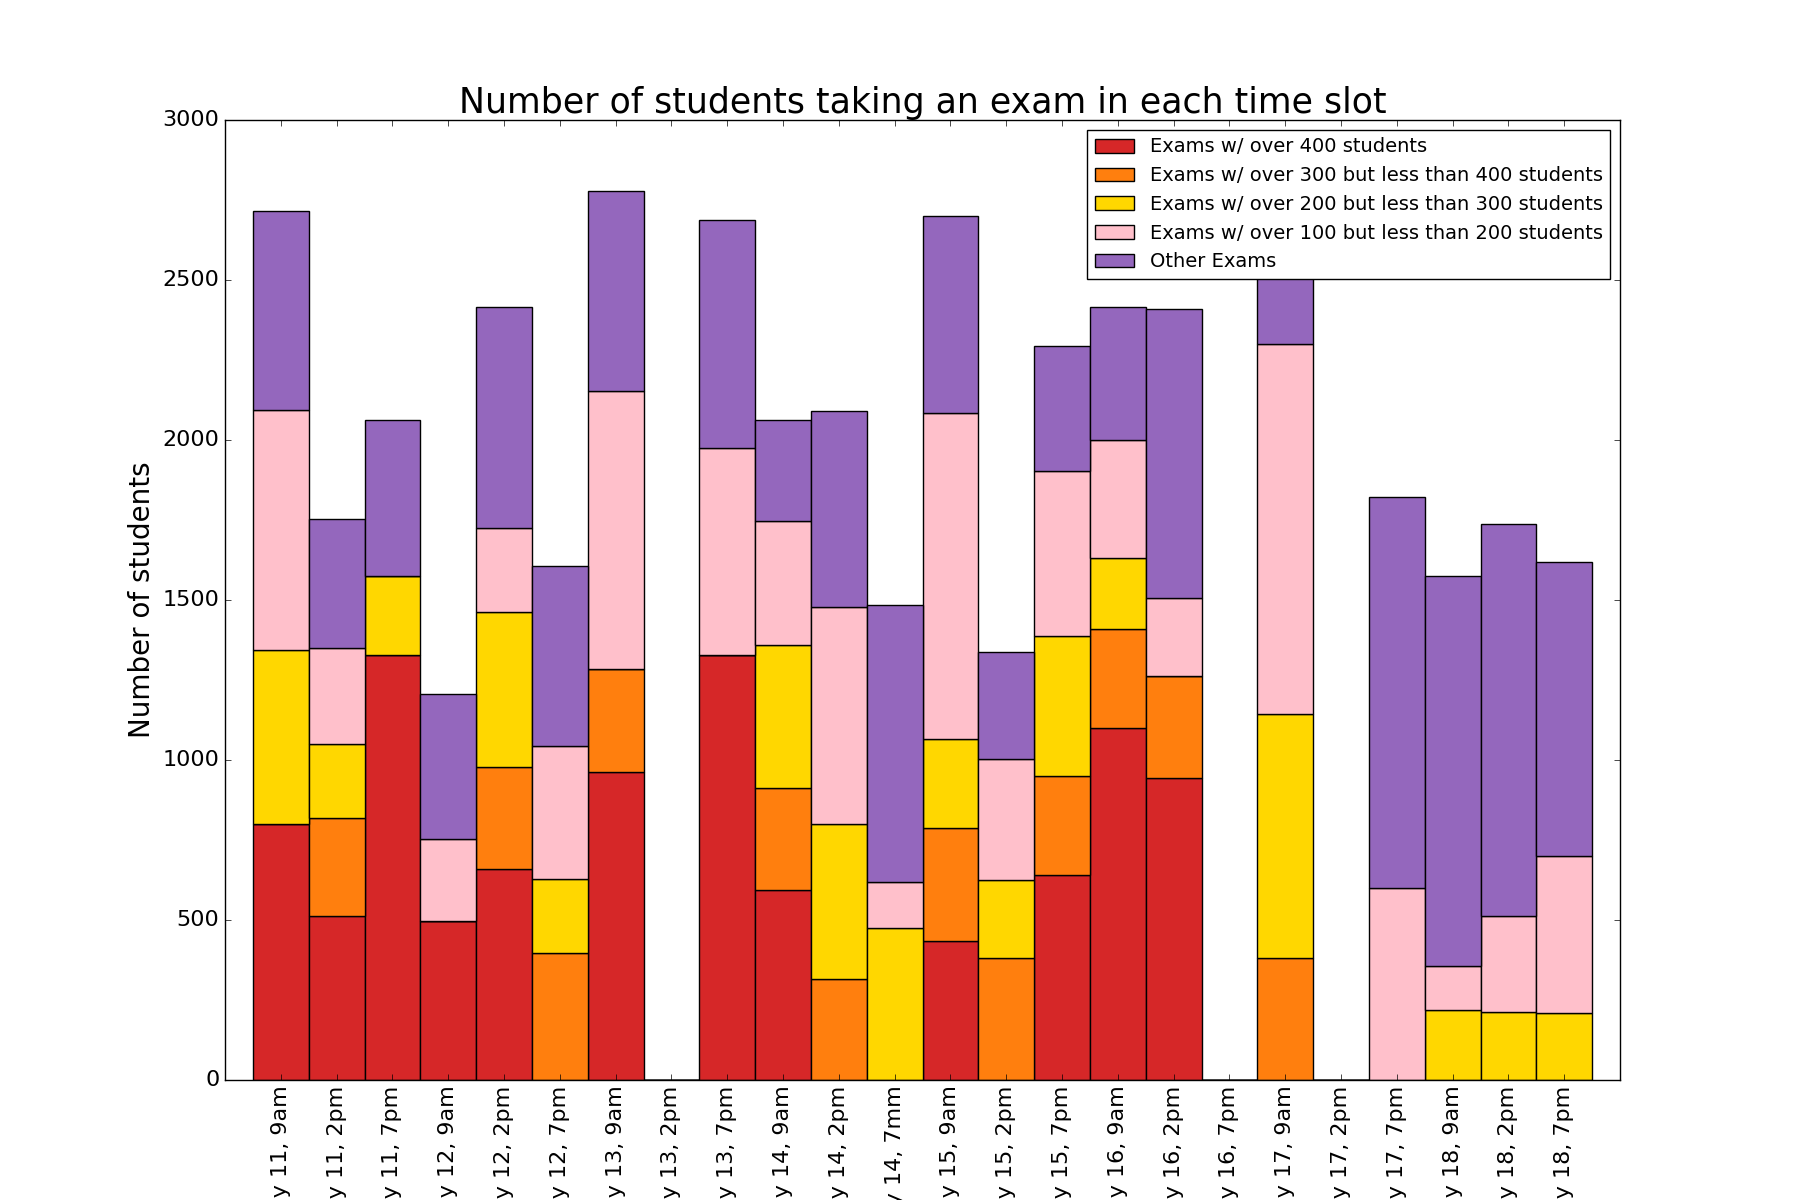 Number of students taking an exam in each time slot
Exams w/ over 400 students
Exams w/ over 300 but less than 400 students
Exams w/ over 200 but less than 300 students
Exams w/ over 100 but less than 200 students
Other Exams
Number of students
3000
2500
2000
1500
1000
500
0
y 11, 9am
y 11, 2pm
y 11, 7pm
y 12, 9am
y 12, 2pm
y 12, 7pm
y 13, 9am
y 13, 2pm
y 13, 7pm
y 14, 9am
y 14, 2pm
y 14, 7mm
y 15, 9am
y 15, 2pm
y 15, 7pm
y 16, 9am
y 16, 2pm
y 16, 7pm
y 17, 9am
y 17, 2pm
y 17, 7pm
y 18, 9am
y 18, 2pm
y 18, 7pm